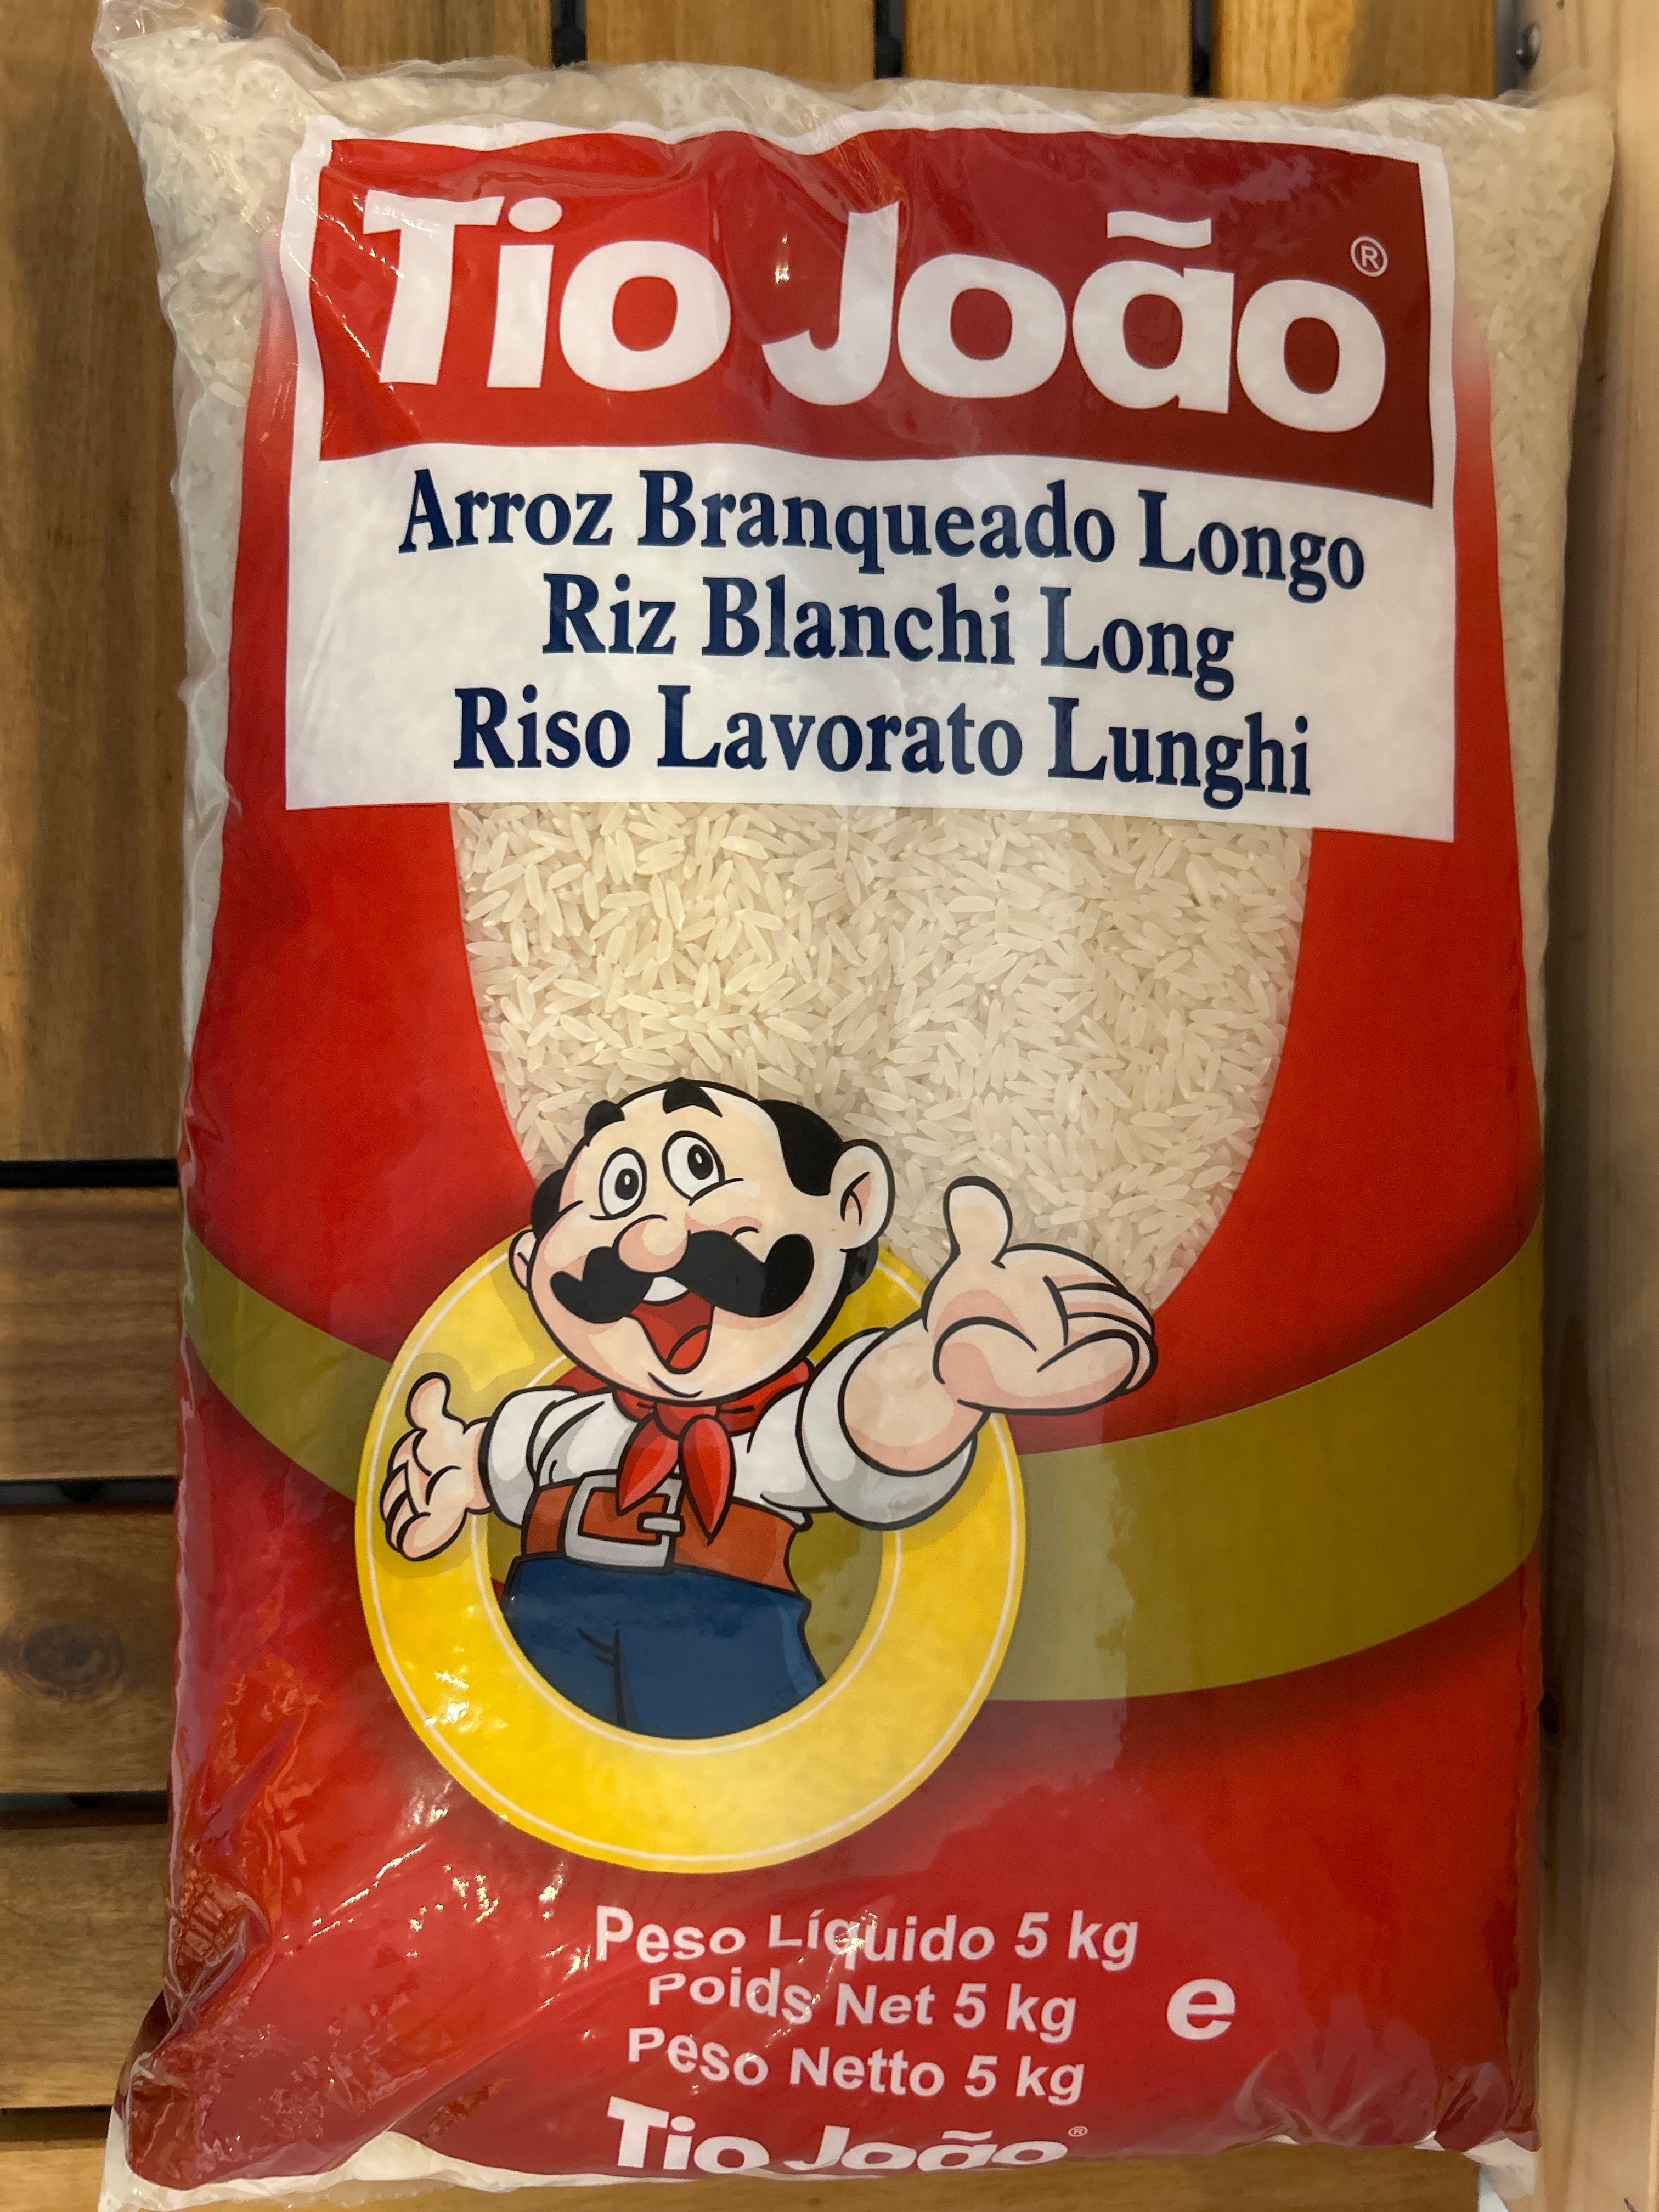 Tio João®
Arroz Branqueado Longo
Riz Blanchi Long
Riso Lavorato Lunghi
Peso Líquido 5 kg
Poids Net 5 kg
Peso Netto 5 kg
e
Tio João®